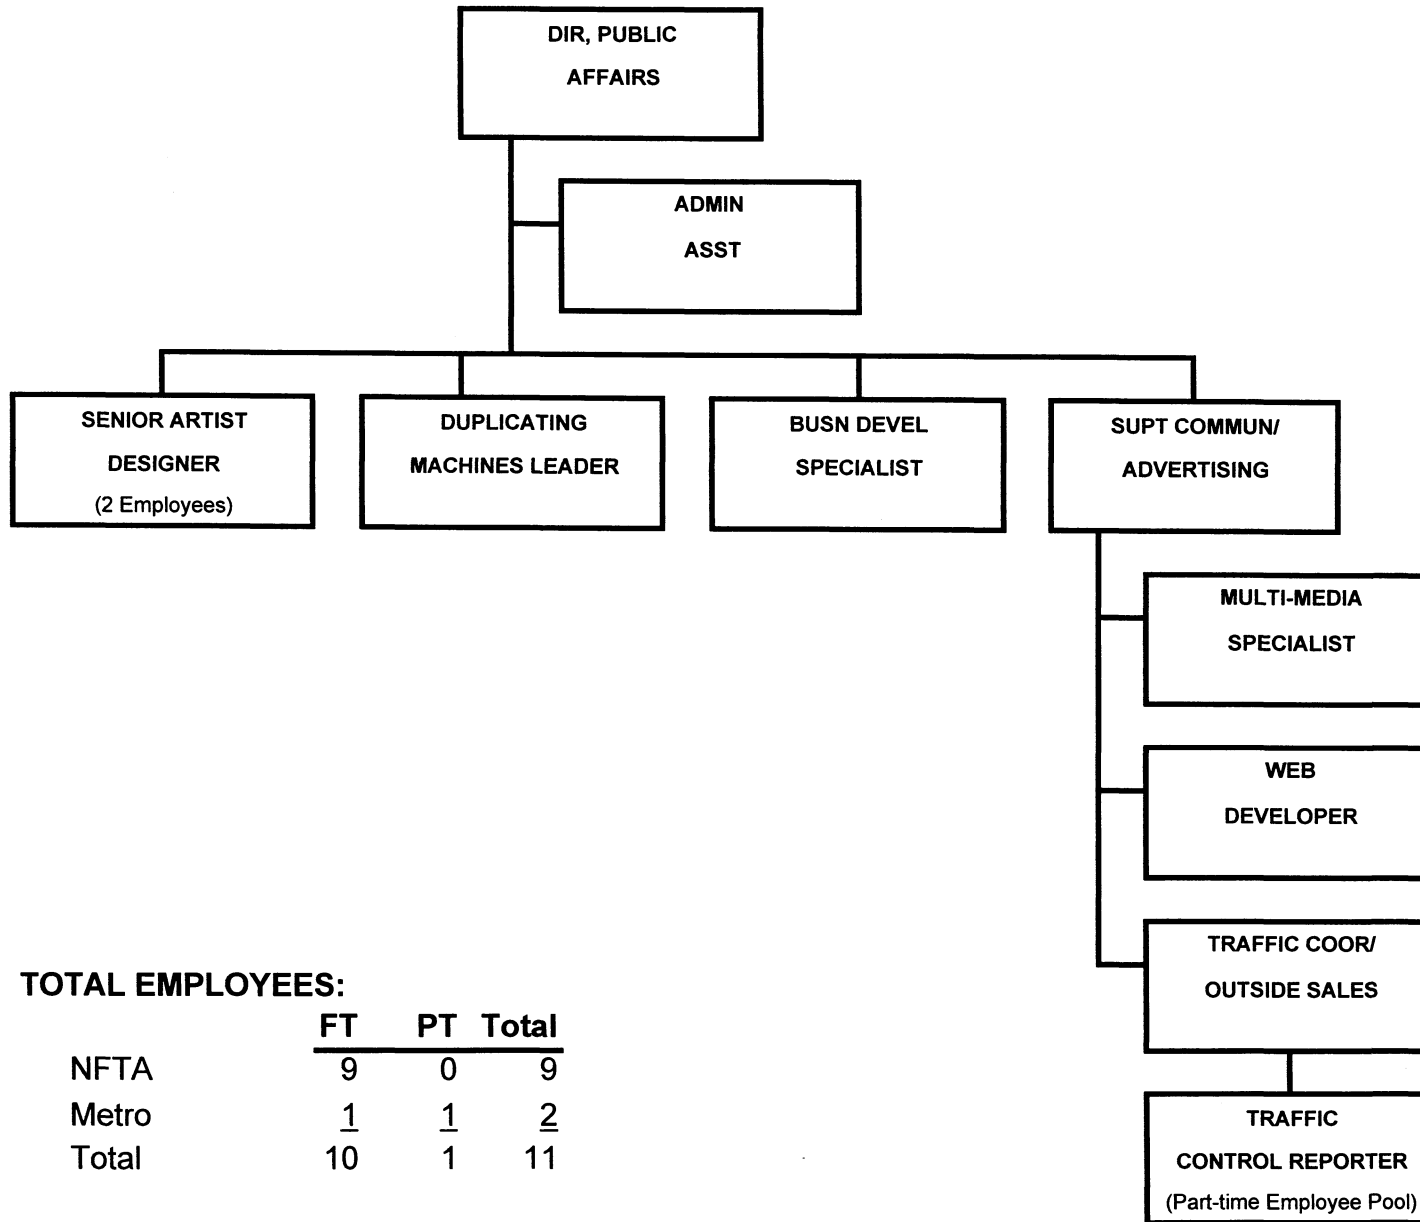 DIR, PUBLIC
AFFAIRS
ADMIN
ASST
SENIOR ARTIST
DESIGNER
(2 Employees)
DUPLICATING
MACHINES LEADER
BUSN DEVEL
SPECIALIST
SUPT COMMUN/
ADVERTISING
MULTI-MEDIA
SPECIALIST
WEB
DEVELOPER
TRAFFIC COOR/
OUTSIDE SALES
TRAFFIC
CONTROL REPORTER
(Part-time Employee Pool)
TOTAL EMPLOYEES:
FT PT Total
NFTA 9 0 9
Metro 1 1 2
Total 10 1 11